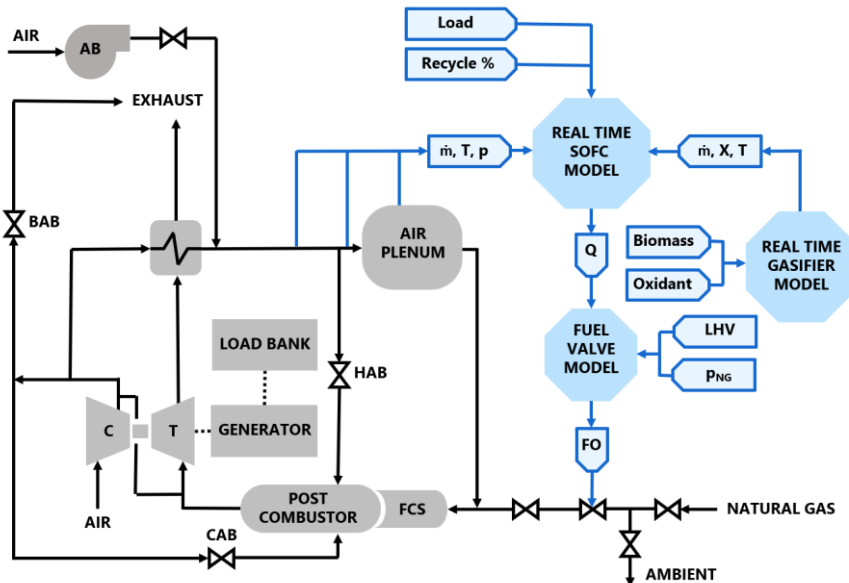 AIR
AB
EXHAUST
BAB
LOAD BANK
GENERATOR
C
T
AIR
HAB
POST
COMBUSTOR
FCS
CAB
AIR
PLENUM
Load
Recycle %
ṁ, T, p
REAL TIME
SOFC
MODEL
ṁ, X, T
Q
Biomass
Oxidant
REAL TIME
GASIFIER
MODEL
FUEL
VALVE
MODEL
LHV
pNG
FO
NATURAL GAS
AMBIENT